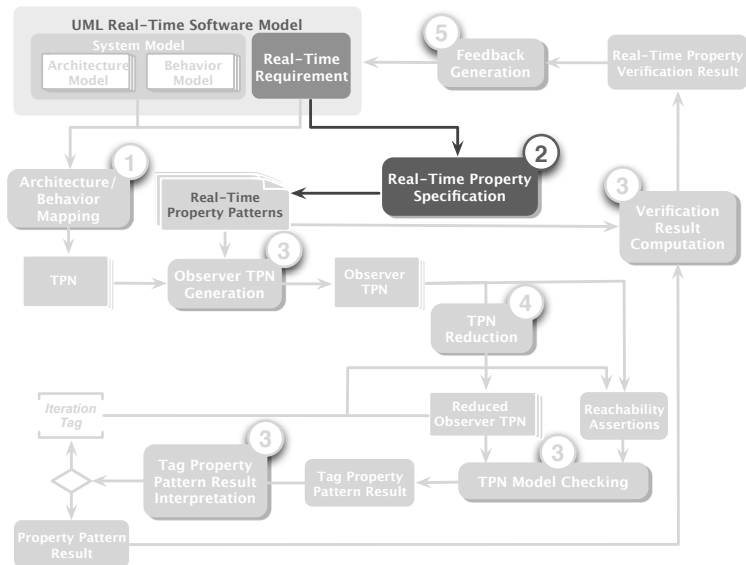 UML Real-Time Software Model
System Model
Architecture
Model
Behavior
Model
Real-Time
Requirement
5
Feedback
Generation
Real-Time Property
Verification Result
1
Architecture/
Behavior
Mapping
2
Real-Time Property
Specification
Real-Time
Property Patterns
3
Verification
Result
Computation
TPN
3
Observer TPN
Generation
Observer
TPN
4
TPN
Reduction
Iteration
Tag
Reduced
Observer TPN
Reachability
Assertions
3
Tag Property
Pattern Result
Interpretation
Tag Property
Pattern Result
3
TPN Model Checking
Property Pattern
Result